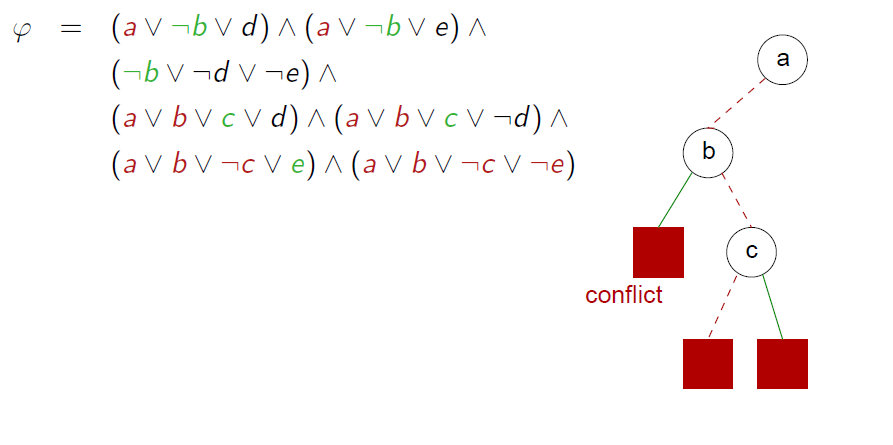 φ = (a ∨ ¬b ∨ d) ∧ (a ∨ ¬b ∨ e) ∧
(¬b ∨ ¬d ∨ ¬e) ∧
(a ∨ b ∨ c ∨ d) ∧ (a ∨ b ∨ c ∨ ¬d) ∧
(a ∨ b ∨ ¬c ∨ e) ∧ (a ∨ b ∨ ¬c ∨ ¬e)
a
b
c
conflict